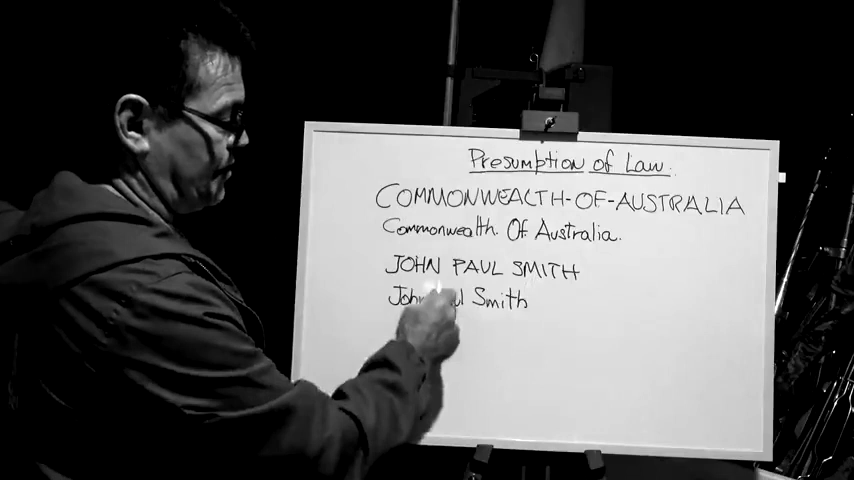 Presumption of Law.
COMMONWEALTH-OF-AUSTRALIA
Commonwealth. Of Australia.
JOHN PAUL SMITH
Smith